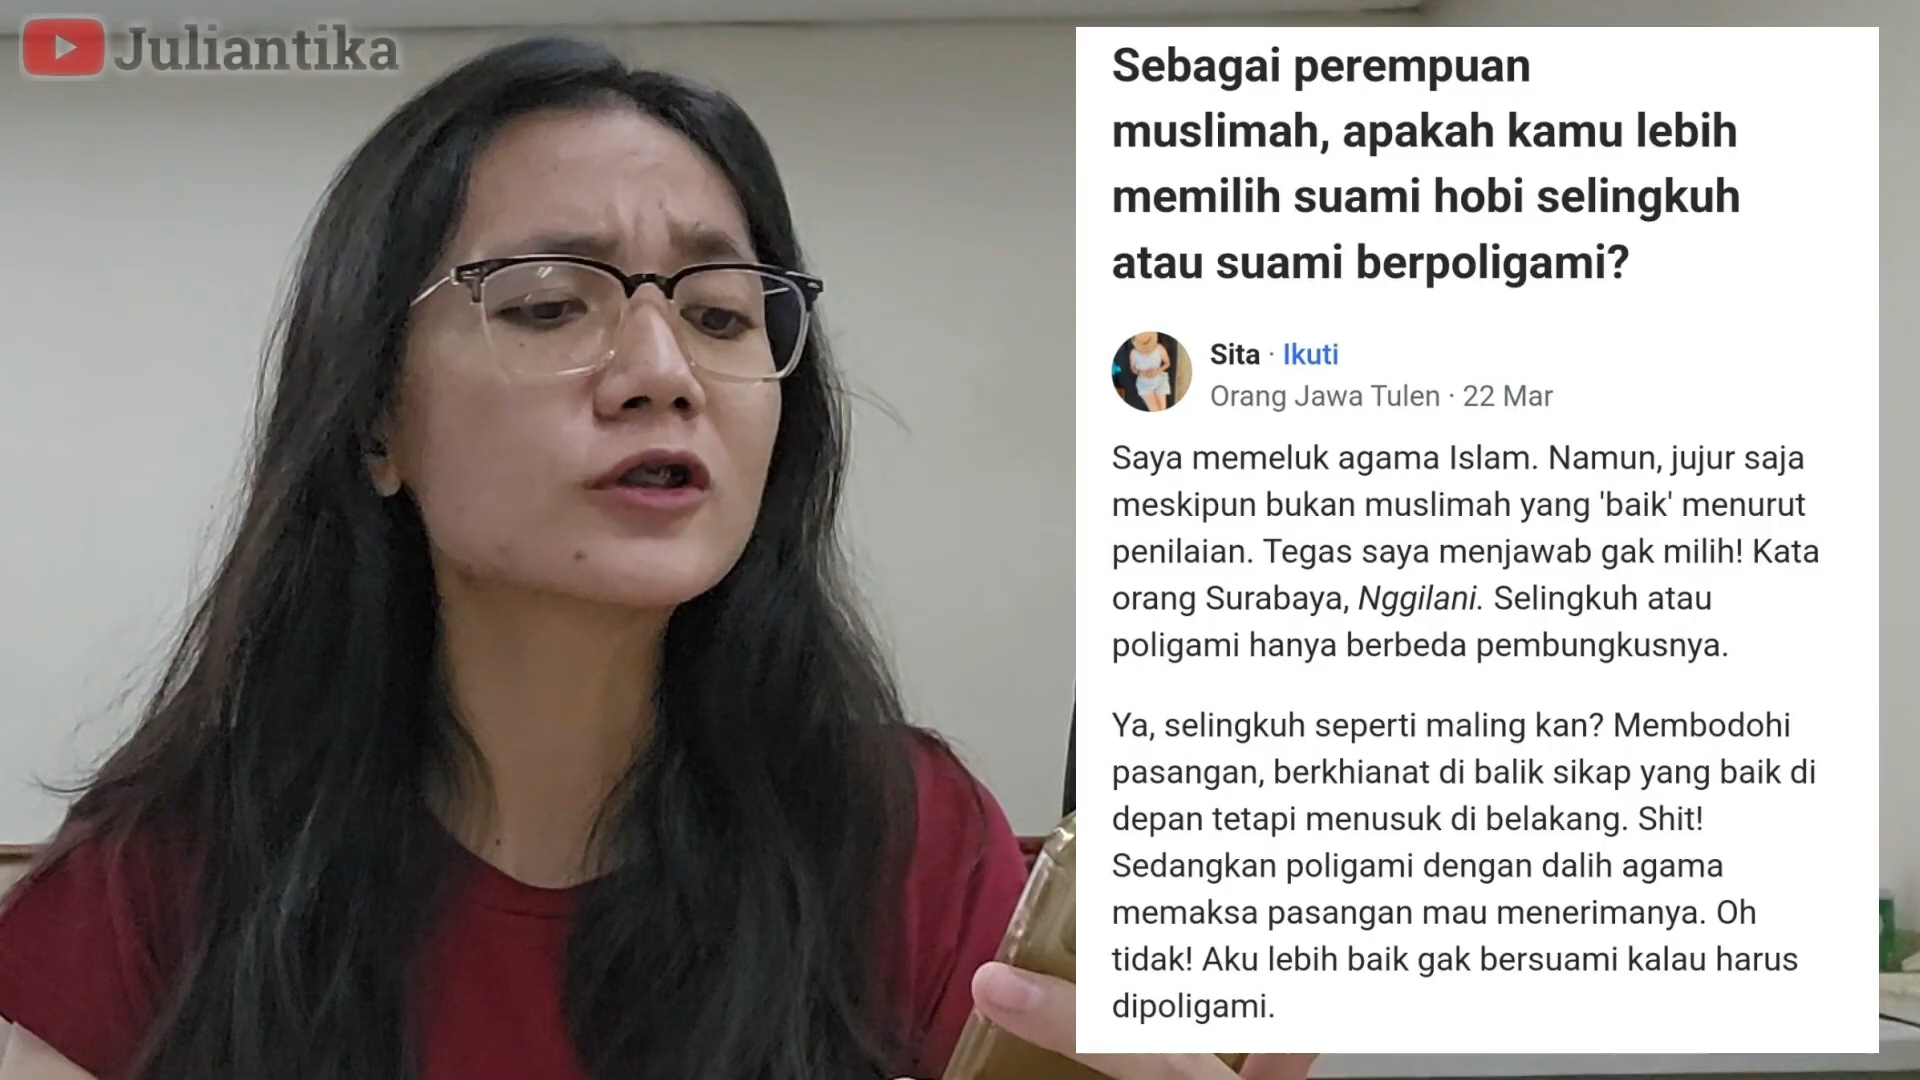 Juliantika
Sebagai perempuan
muslimah, apakah kamu lebih
memilih suami hobi selingkuh
atau suami berpoligami?
Sita · Ikuti
Orang Jawa Tulen · 22 Mar
Saya memeluk agama Islam. Namun, jujur saja
meskipun bukan muslimah yang 'baik' menurut
penilaian. Tegas saya menjawab gak milih! Kata
orang Surabaya, Nggilani. Selingkuh atau
poligami hanya berbeda pembungkusnya.
Ya, selingkuh seperti maling kan? Membodohi
pasangan, berkhianat di balik sikap yang baik di
depan tetapi menusuk di belakang. Shit!
Sedangkan poligami dengan dalih agama
memaksa pasangan mau menerimanya. Oh
tidak! Aku lebih baik gak bersuami kalau harus
dipoligami.